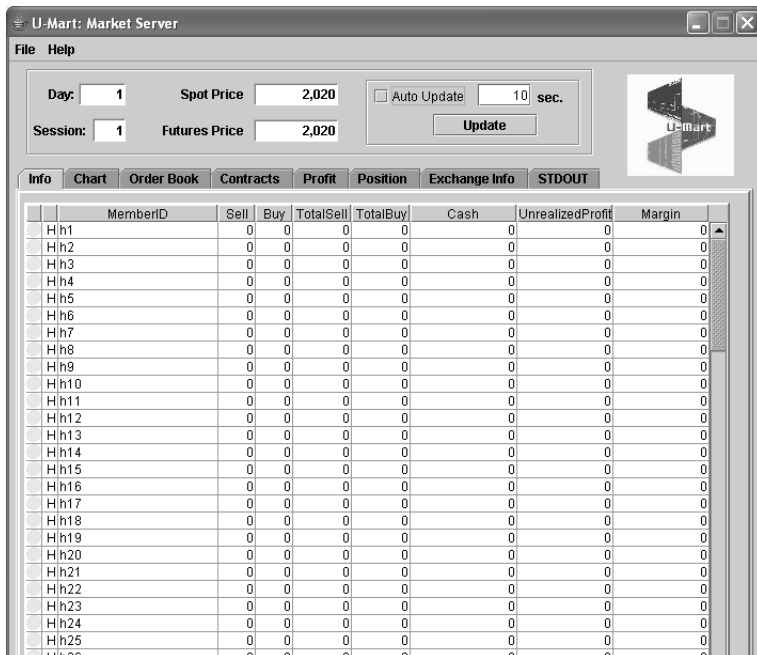 U-Mart: Market Server
File Help
Day: 1 Spot Price 2,020 Auto Update 10 sec.
Session: 1 Futures Price 2,020 Update
U-Mart
Info Chart Order Book Contracts Profit Position Exchange Info STDOUT
MemberID Sell Buy TotalSell TotalBuy Cash UnrealizedProfit Margin
H h1 0 0 0 0 0 0 0
H h2 0 0 0 0 0 0 0
H h3 0 0 0 0 0 0 0
H h4 0 0 0 0 0 0 0
H h5 0 0 0 0 0 0 0
H h6 0 0 0 0 0 0 0
H h7 0 0 0 0 0 0 0
H h8 0 0 0 0 0 0 0
H h9 0 0 0 0 0 0 0
H h10 0 0 0 0 0 0 0
H h11 0 0 0 0 0 0 0
H h12 0 0 0 0 0 0 0
H h13 0 0 0 0 0 0 0
H h14 0 0 0 0 0 0 0
H h15 0 0 0 0 0 0 0
H h16 0 0 0 0 0 0 0
H h17 0 0 0 0 0 0 0
H h18 0 0 0 0 0 0 0
H h19 0 0 0 0 0 0 0
H h20 0 0 0 0 0 0 0
H h21 0 0 0 0 0 0 0
H h22 0 0 0 0 0 0 0
H h23 0 0 0 0 0 0 0
H h24 0 0 0 0 0 0 0
H h25 0 0 0 0 0 0 0